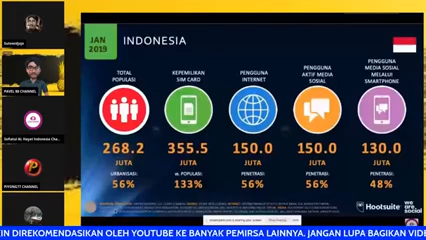 JAN
2019
INDONESIA
TOTAL
POPULASI
KEPEMILIKAN
SIM CARD
PENGGUNA
INTERNET
PENGGUNA
AKTIF MEDIA
SOSIAL
PENGGUNA
MEDIA SOSIAL
MELALUI
SMARTPHONE
268.2
355.5
150.0
150.0
130.0
JUTA
JUTA
JUTA
JUTA
JUTA
URBANISASI:
vs. POPULASI:
PENETRASI:
PENETRASI:
PENETRASI:
56%
133%
56%
56%
48%
Hootsuite
we
are.
social
PAVEL RR CHANNEL
PIYONG77 CHANNEL
IN DIREKOMENDASIKAN OLEH YOUTUBE KE BANYAK PEMIRSA LAINNYA. JANGAN LUPA BAGIKAN VID